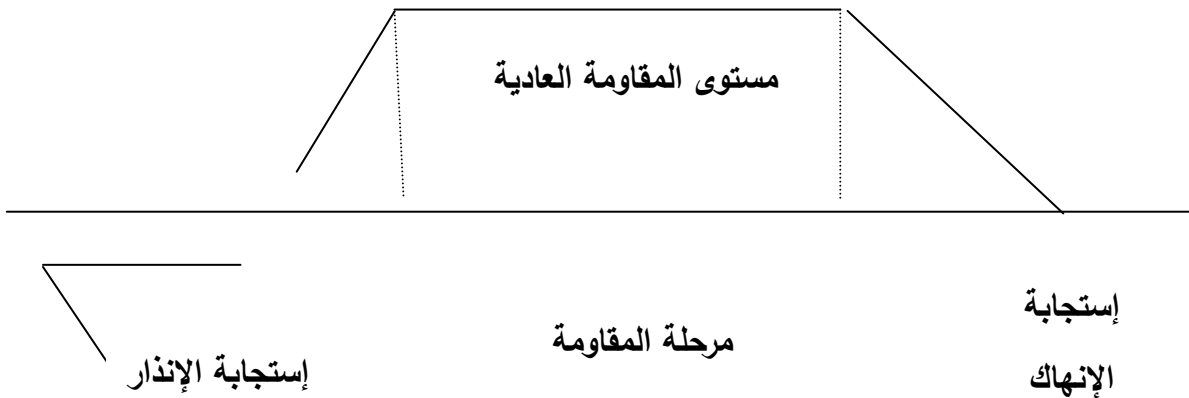 مستوى المقاومة العادية
إستجابة الإنذار
مرحلة المقاومة
إستجابة
الإنهاك